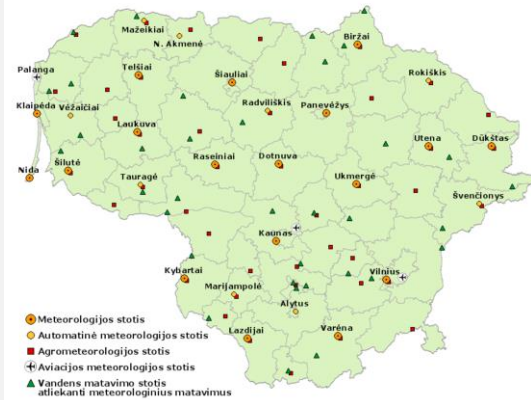 Mažeikiai
N. Akmenė
Biržai
Palanga
Telšiai
Šiauliai
Rokiškis
Klaipėda
Vėžaičiai
Radviliškis
Panevėžys
Laukuva
Utena
Dūkštas
Nida
Šilutė
Raseiniai
Dotnuva
Tauragė
Ukmergė
Švenčionys
Kaunas
Kybartai
Vilnius
Marijampolė
Alytus
Lazdijai
Varėna
Meteorologijos stotis
Automatinė meteorologijos stotis
Agrometeorologijos stotis
Aviacijos meteorologijos stotis
Vandens matavimo stotis
atliekanti meteorologinius matavimus